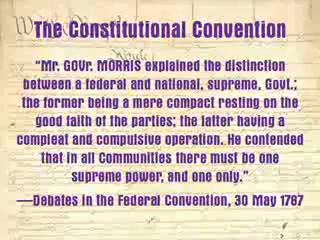 The Constitutional Convention
“Mr. GOVr. MORRIS explained the distinction
between a federal and national, supreme, Govt.;
the former being a mere compact resting on the
good faith of the parties; the latter having a
compleat and compulsive operation. He contended
that in all Communities there must be one
supreme power, and one only.”
—Debates in the Federal Convention, 30 May 1787